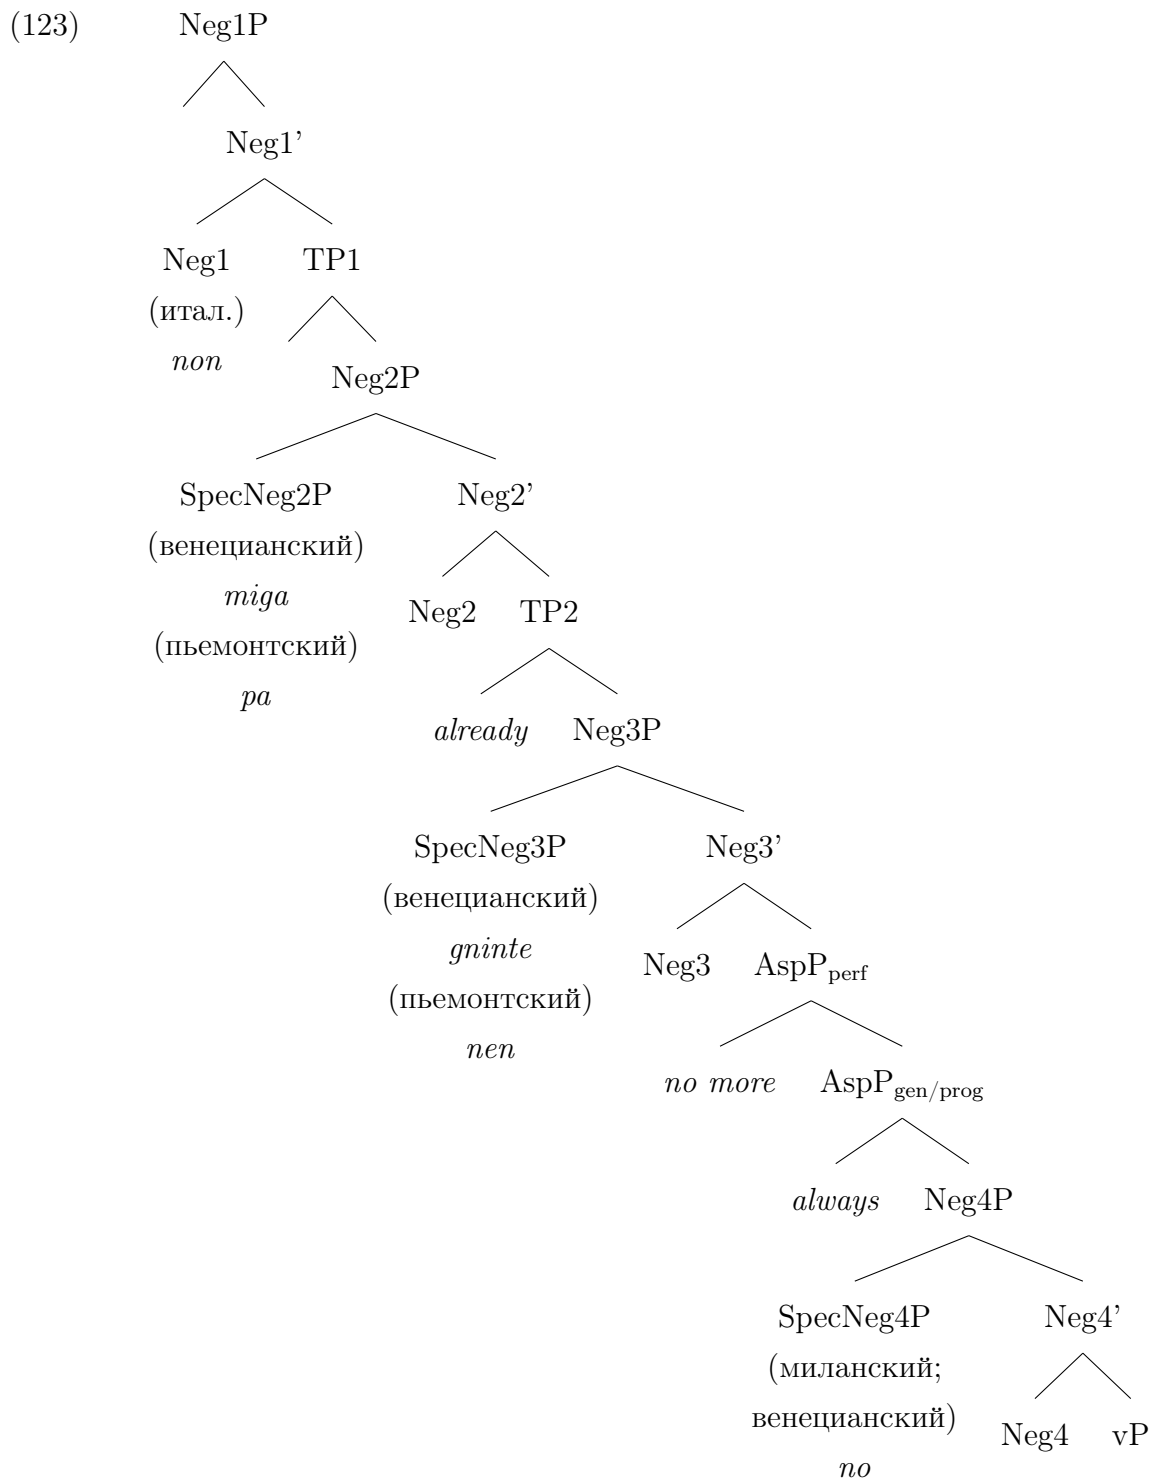 (123) Neg1P
Neg1’
Neg1 TP1
(итал.)
non
Neg2P
SpecNeg2P Neg2’
(венецианский)
miga
Neg2 TP2
(пьемонтский)
pa
already Neg3P
SpecNeg3P Neg3’
(венецианский)
gninte
Neg3 AspPperf
(пьемонтский)
nen
no more AspPgen/prog
always Neg4P
SpecNeg4P Neg4’
(миланский;
венецианский)
Neg4 vP
no